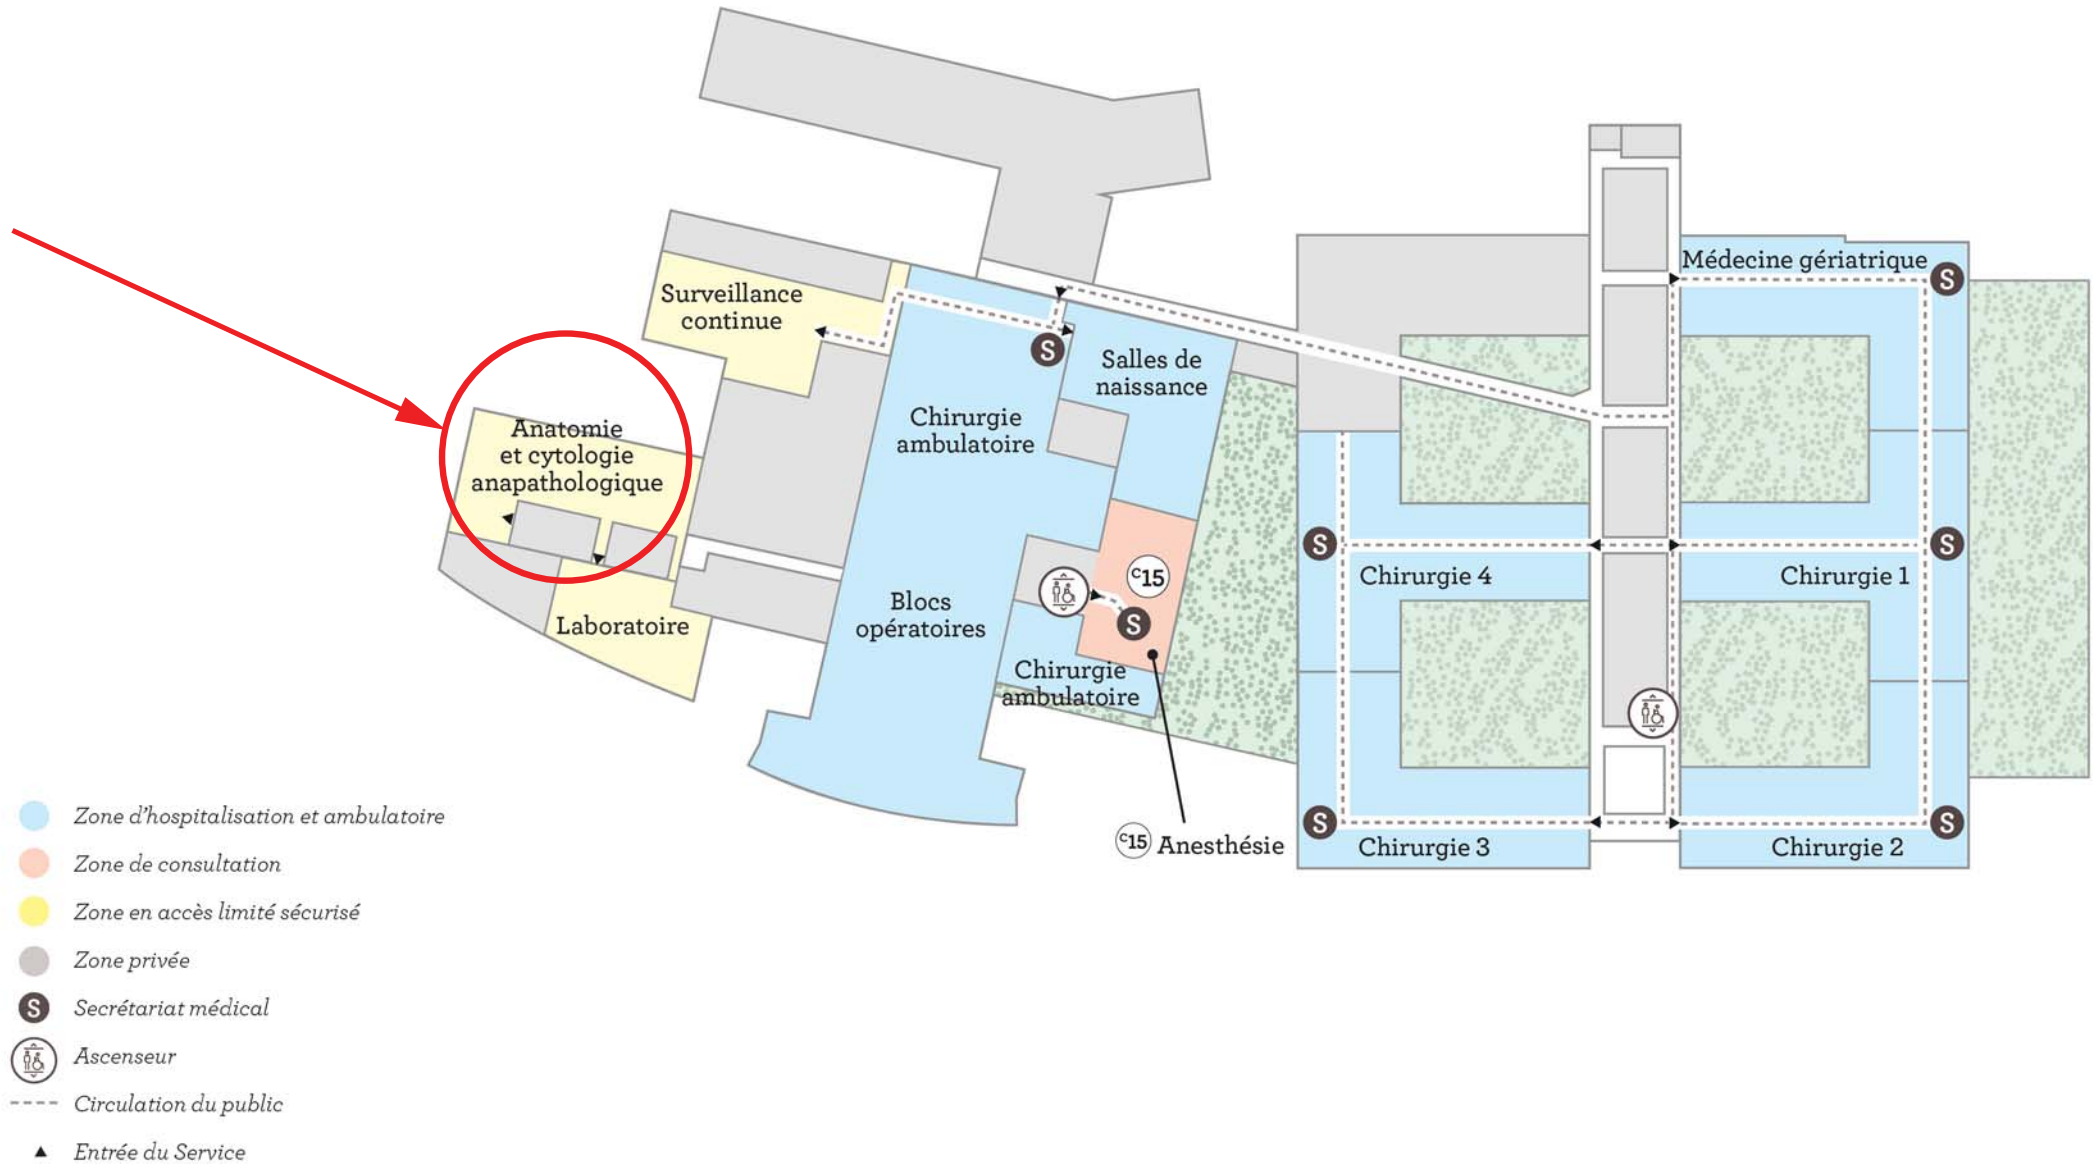 Médecine gériatrique
S
Surveillance
continue
S
Salles de
naissance
Anatomie
et cytologie
anapathologique
Chirurgie
ambulatoire
S
S
Chirurgie 4
Chirurgie 1
c15
Blocs
opératoires
S
Laboratoire
Chirurgie
ambulatoire
S
S
c15 Anesthésie
Chirurgie 3
Chirurgie 2
Zone d'hospitalisation et ambulatoire
Zone de consultation
Zone en accès limité sécurisé
Zone privée
S Secrétariat médical
Ascenseur
Circulation du public
Entrée du Service